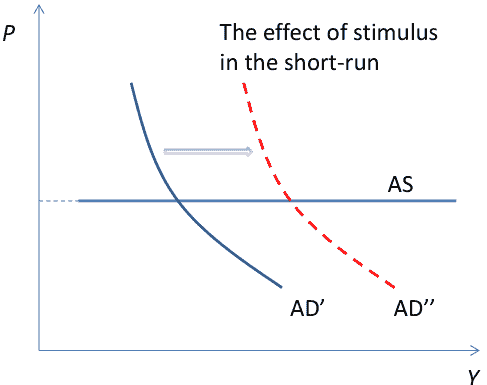 P
The effect of stimulus
in the short-run
AS
AD’
AD’’
Y